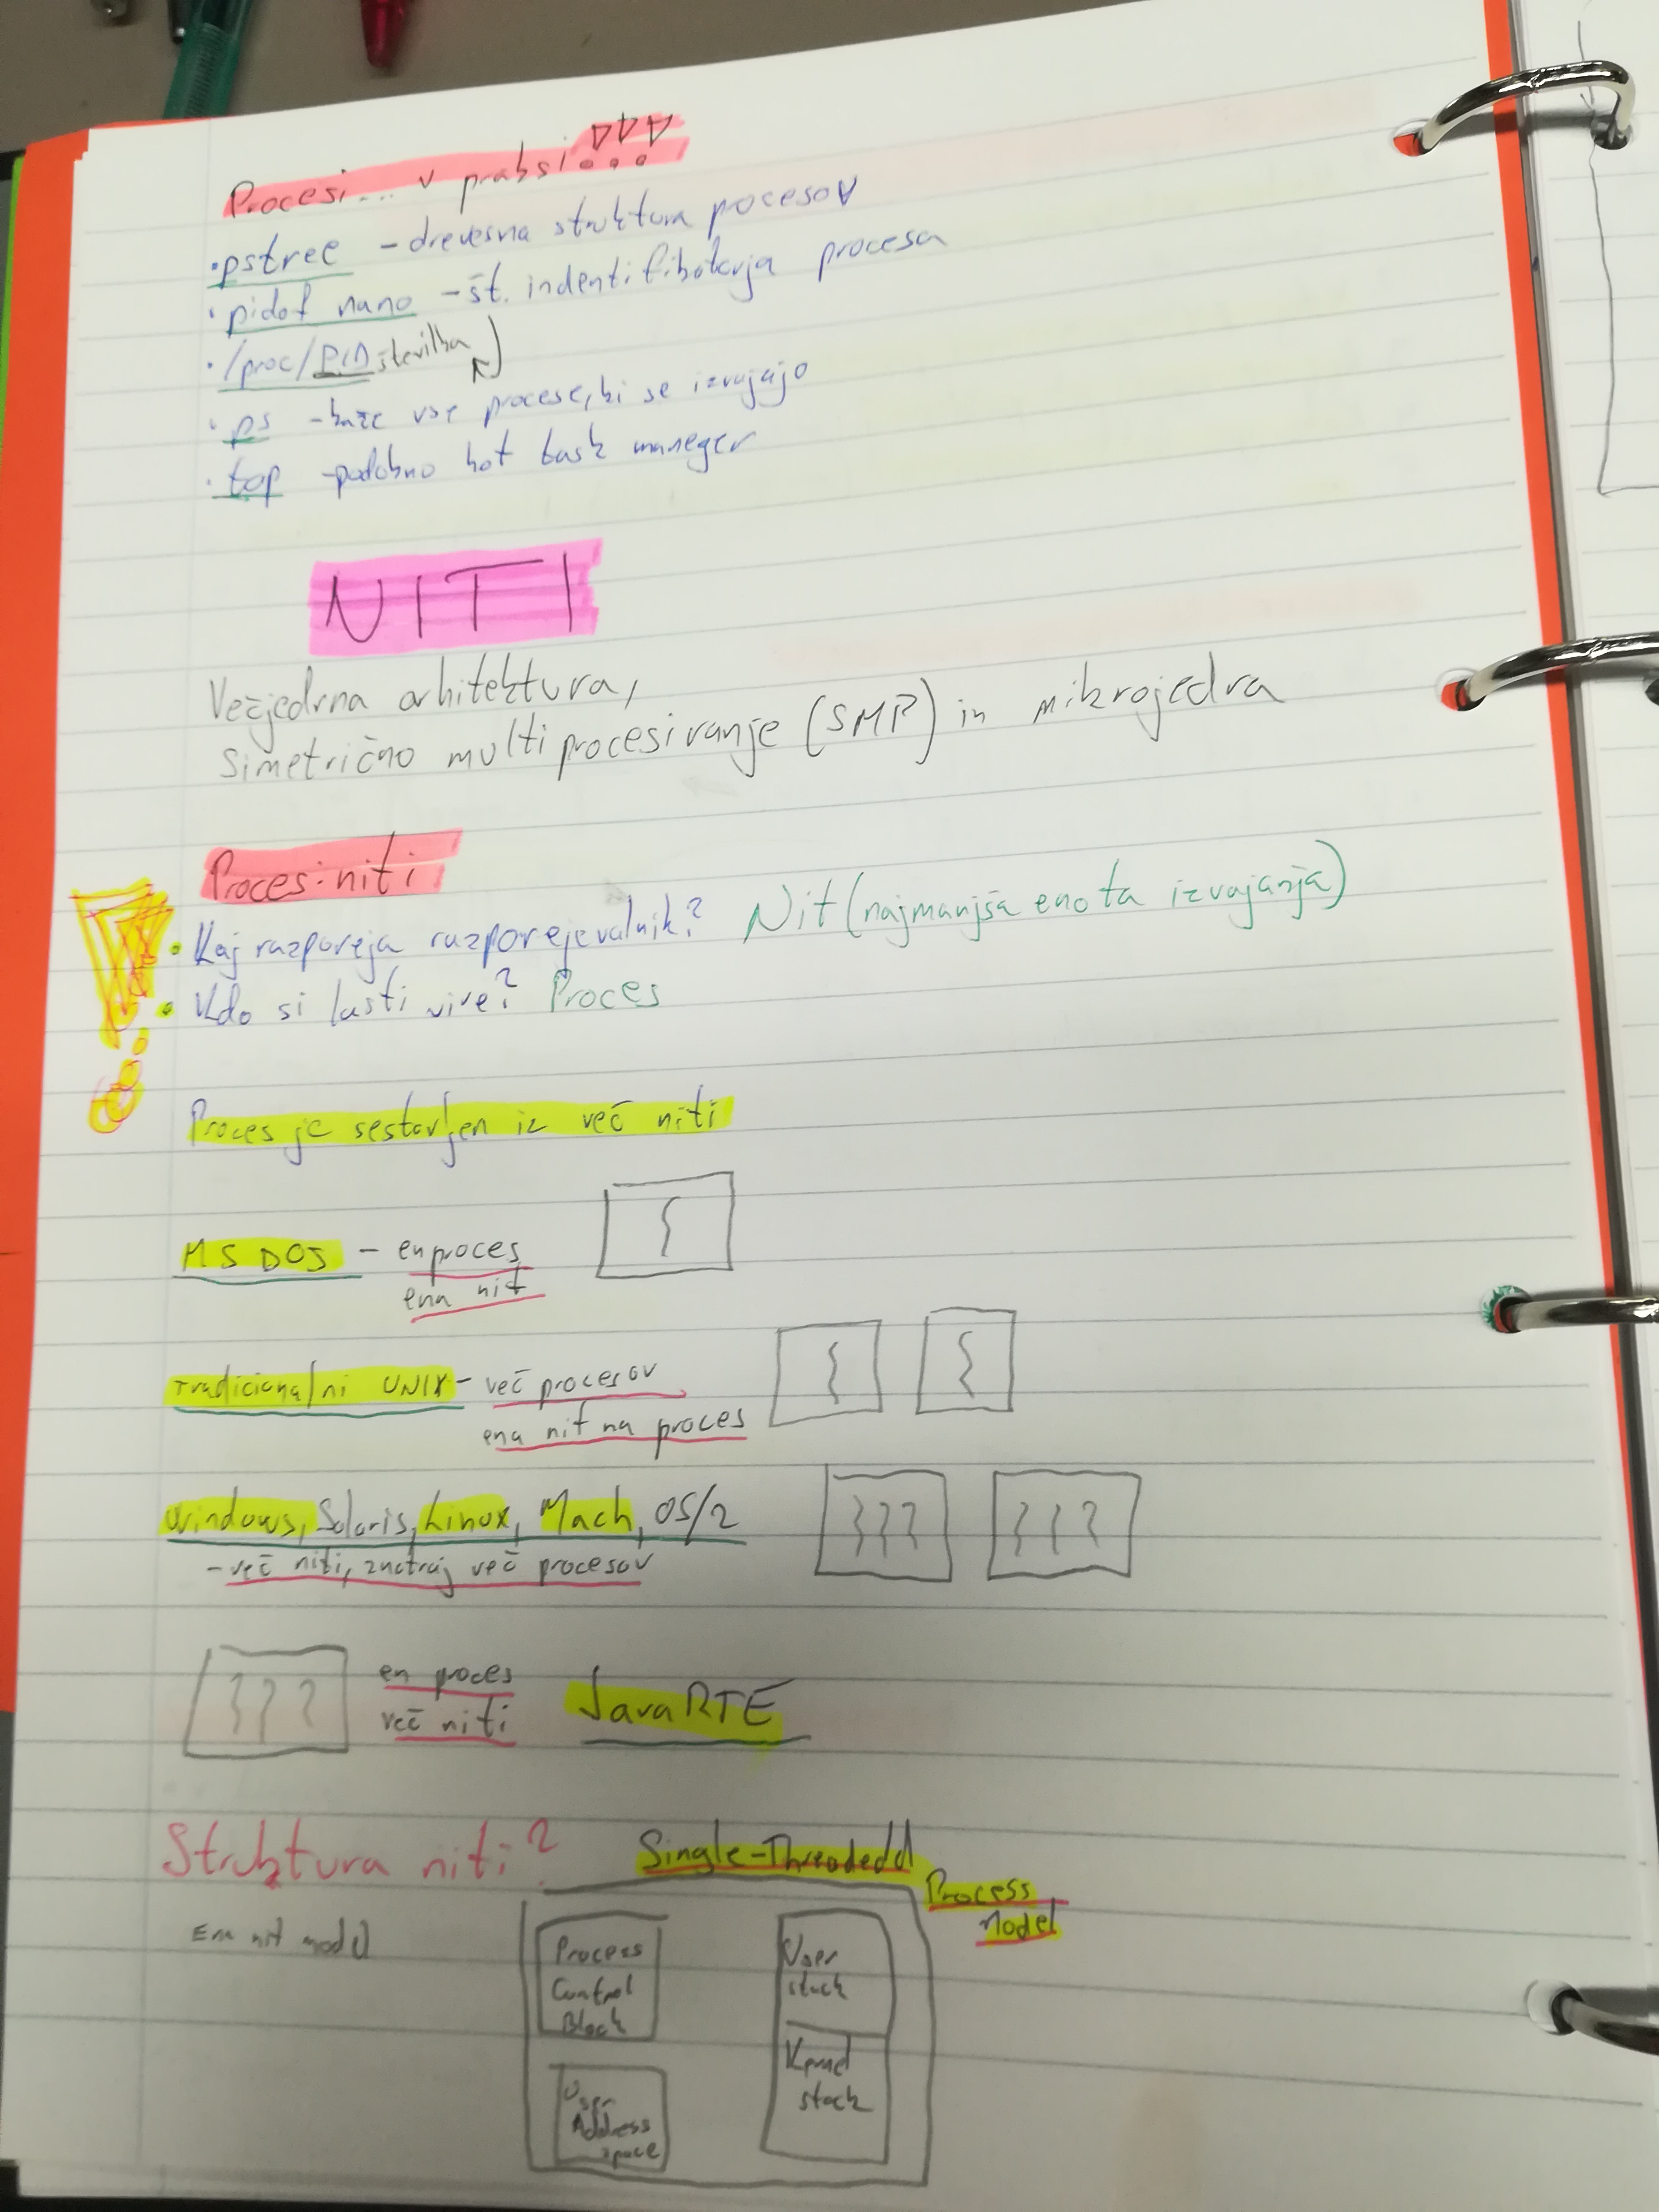 Procesi... v praksi...
• pstree - drevesna struktura pocesov
• pidof nano - št. indentifikatorja procesa
• /proc/PID številka
• ps - kaže vse procese, ki se izvajajo
• top - podobno kot task maneger
NITI
Večjedrna arhitektura,
Simetrično multiprocesiranje (SMP) in mikrojedra
Proces: niti
• Kaj razporeja razporejevalnik? Nit (najmanjša enota izvajanja)
• Kdo si lasti vire? Proces
Proces je sestavljen iz več niti
MS DOS - en proces
ena nit
Tradicionalni UNIX - več procesov
ena nit na proces
Windows, Solaris, Linux, Mach, OS/2
- več niti, znotraj več procesov
en proces
več niti
Java RTE
Struktura niti?
Single-Threadedd
Process
Model
Ena nit model
Process
Control
Block
User
stack
Kernel
stack
User
Address
space